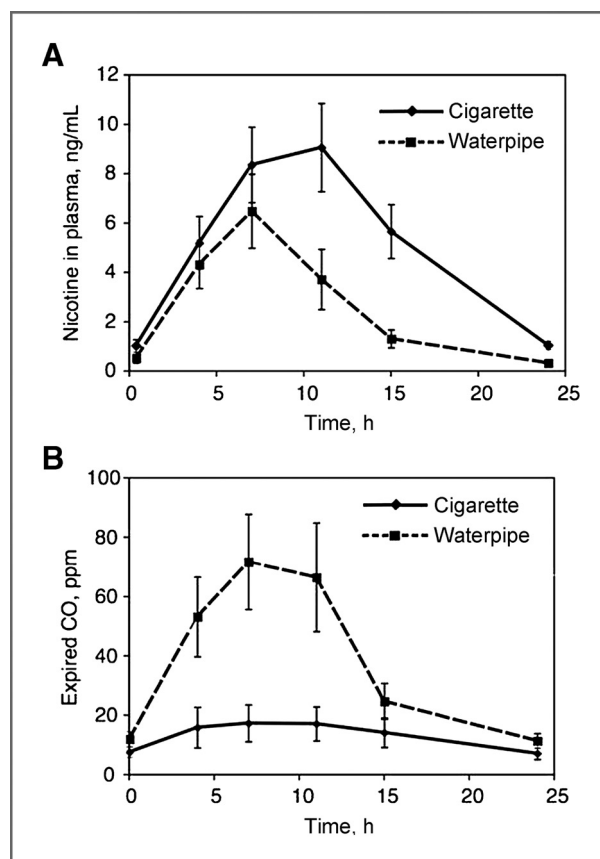 A
12
10
8
6
4
2
0
Nicotine in plasma, ng/mL
Cigarette
Waterpipe
0 5 10 15 20 25
Time, h
B
100
80
60
40
20
0
Expired CO, ppm
Cigarette
Waterpipe
0 5 10 15 20 25
Time, h